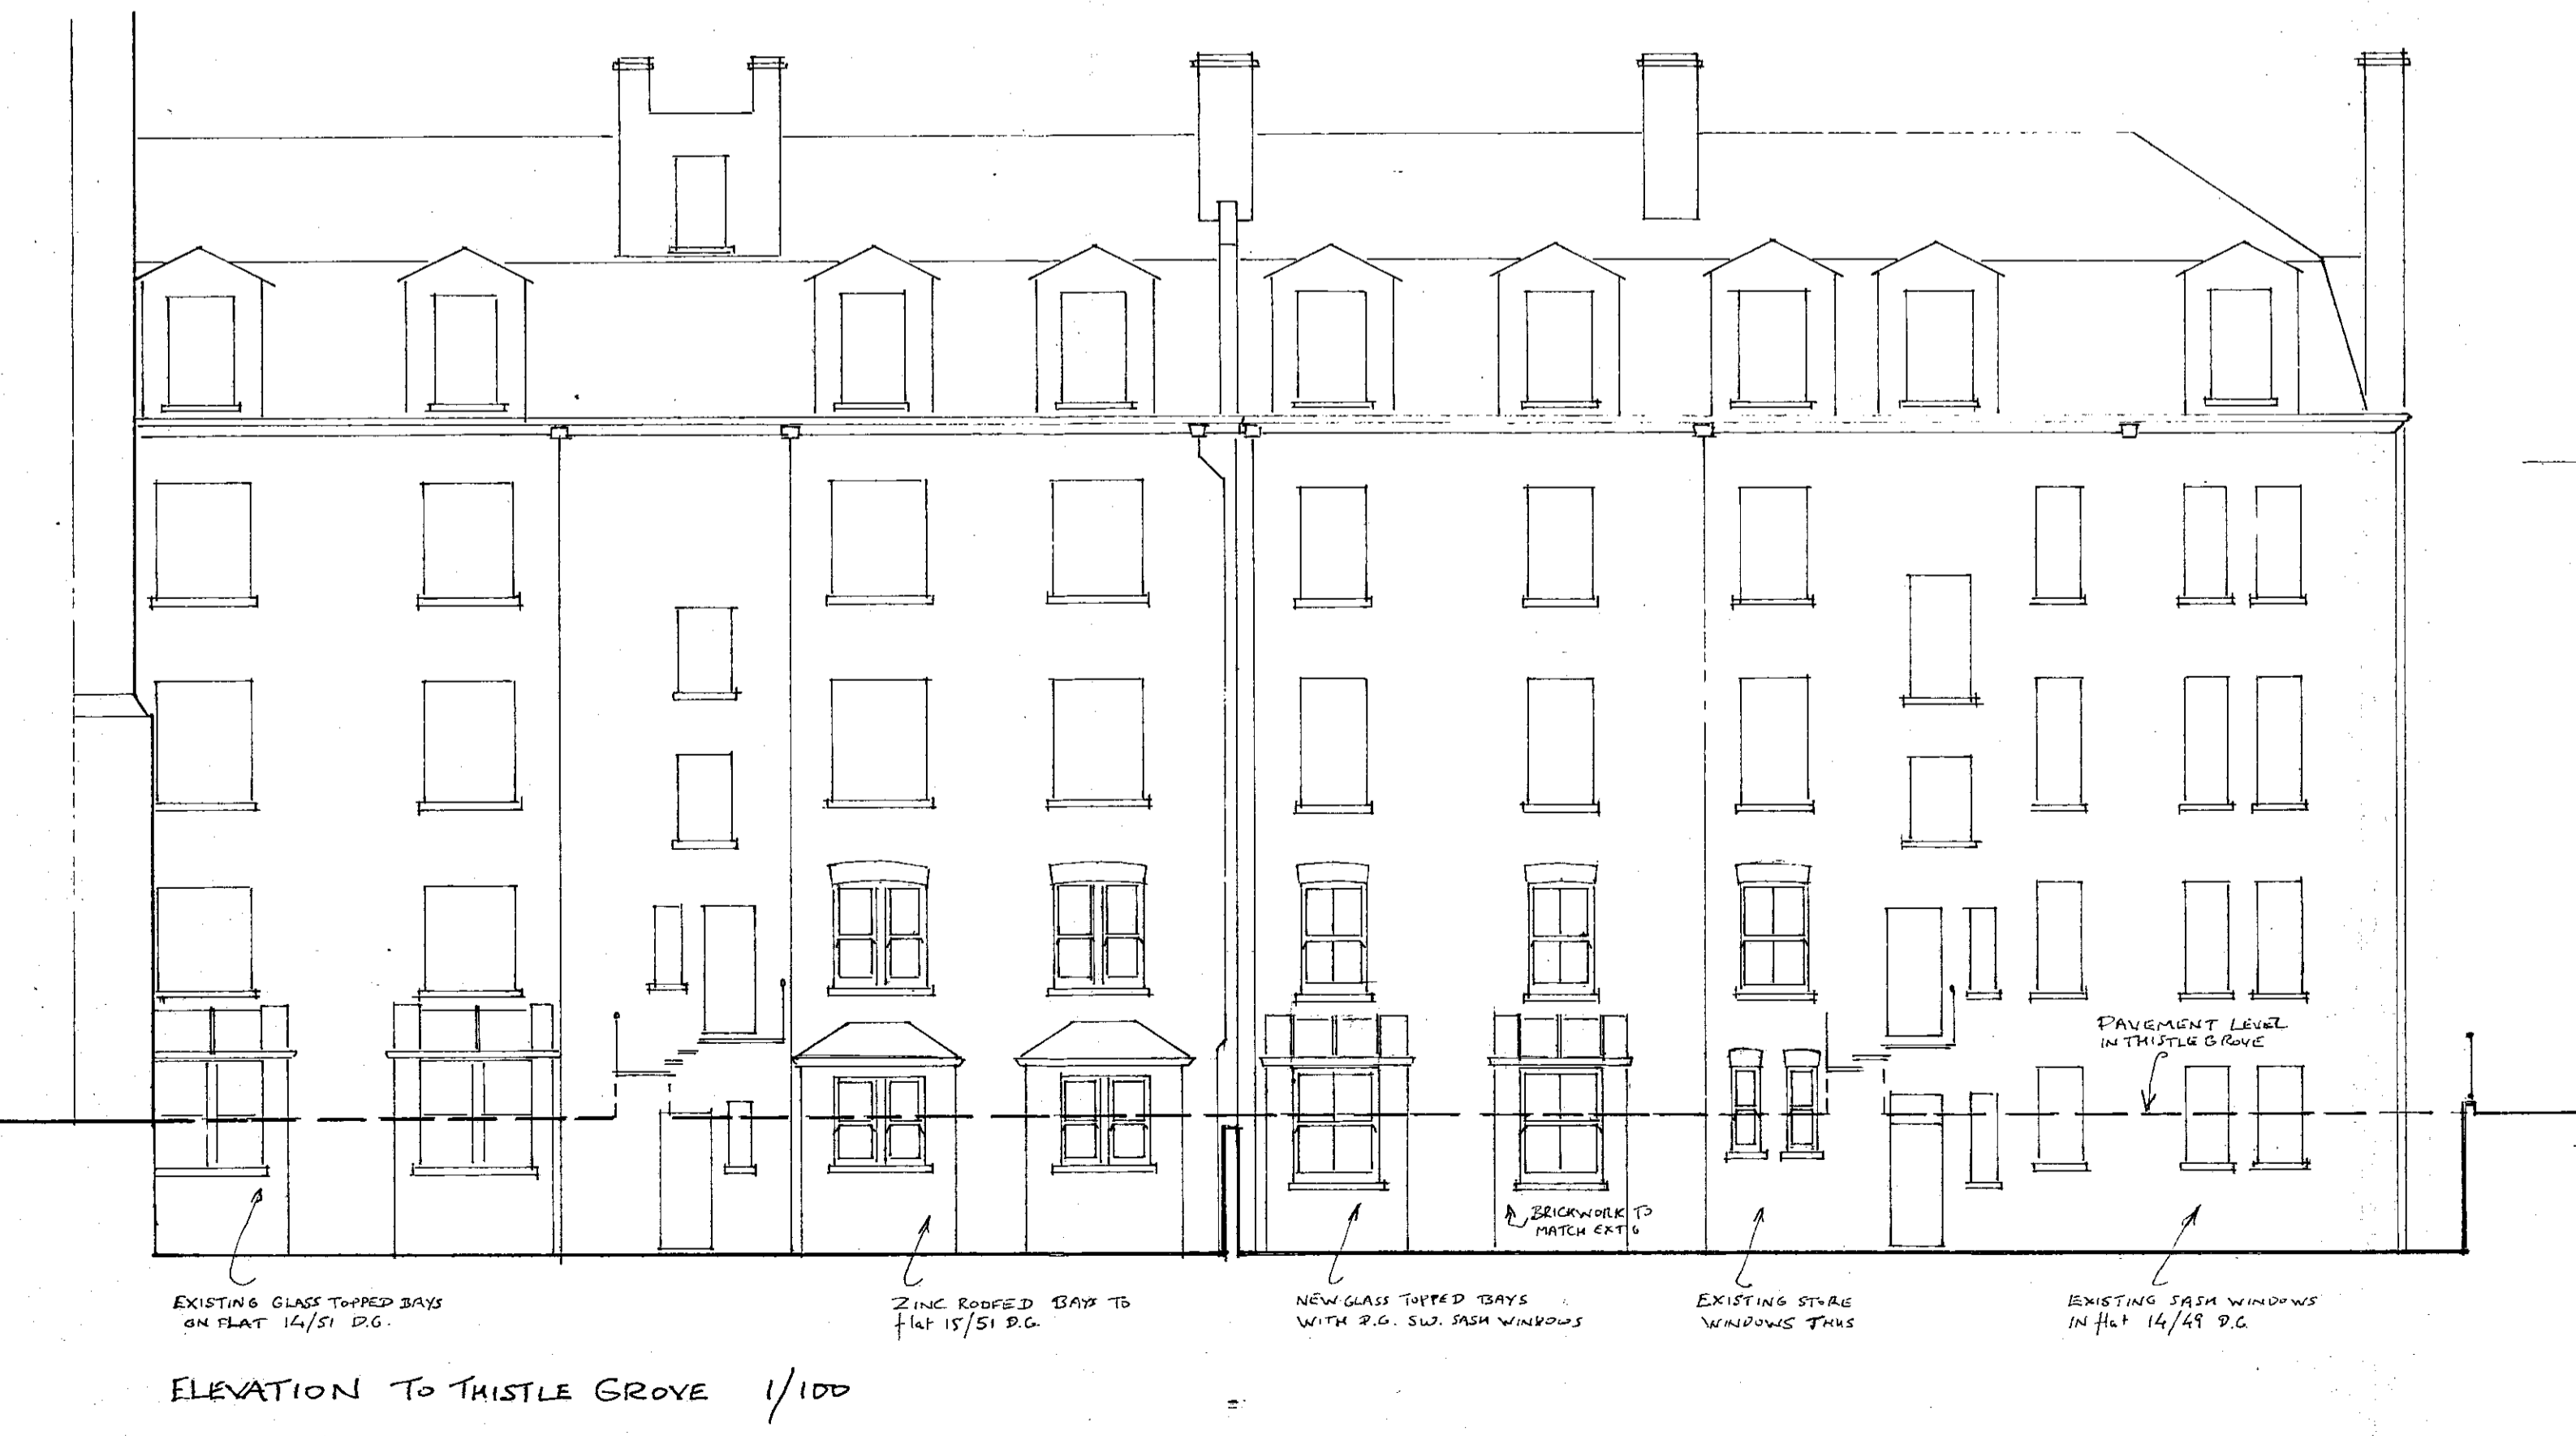 PAVEMENT LEVEL
IN THISTLE GROVE
BRICKWORK TO
MATCH EXT'G
EXISTING GLASS TOPPED BAYS
ON FLAT 14/51 D.G.
ZINC ROOFED BAYS TO
flat 15/51 D.G.
NEW GLASS TOPPED BAYS
WITH D.G. SW. SASH WINDOWS
EXISTING STORE
WINDOWS THUS
EXISTING SASH WINDOWS
IN flat 14/49 D.G.
ELEVATION TO THISTLE GROVE 1/100